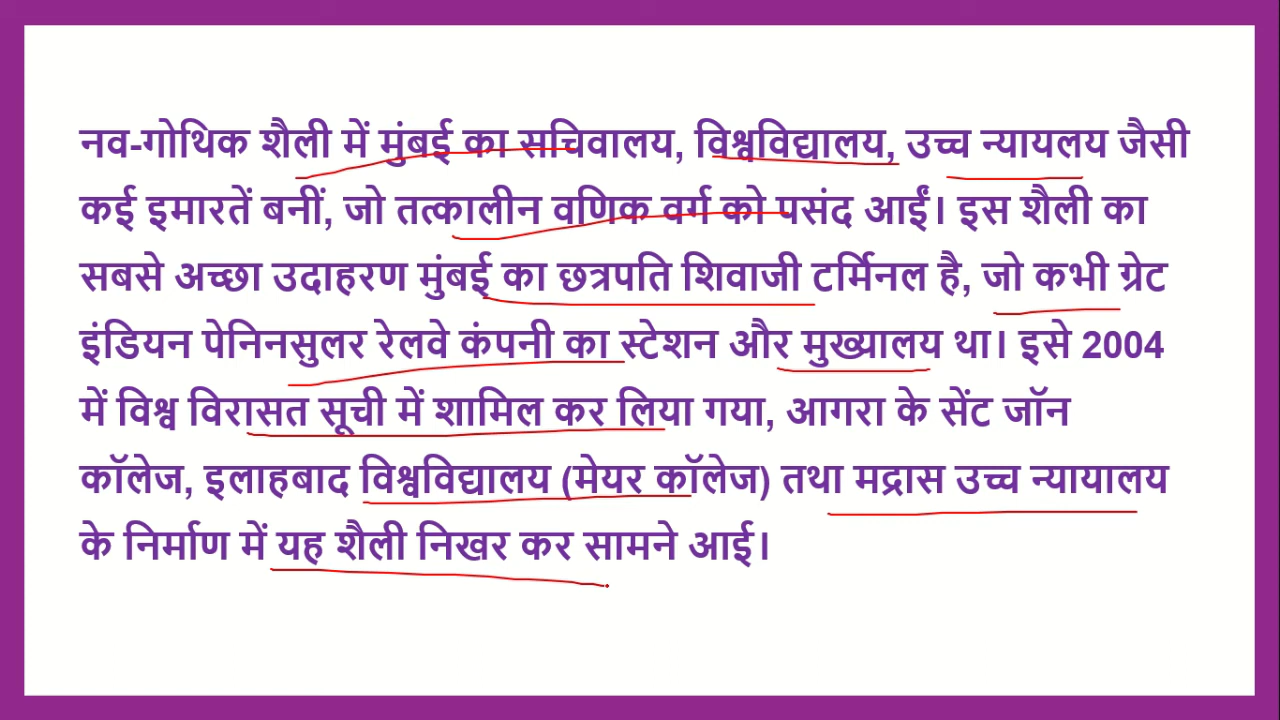 नव-गोथिक शैली में मुंबई का सचिवालय, विश्वविद्यालय, उच्च न्यायलय जैसी
कई इमारतें बनीं, जो तत्कालीन वणिक वर्ग को पसंद आईं। इस शैली का
सबसे अच्छा उदाहरण मुंबई का छत्रपति शिवाजी टर्मिनल है, जो कभी ग्रेट
इंडियन पेनिनसुलर रेलवे कंपनी का स्टेशन और मुख्यालय था। इसे 2004
में विश्व विरासत सूची में शामिल कर लिया गया, आगरा के सेंट जॉन
कॉलेज, इलाहबाद विश्वविद्यालय (मेयर कॉलेज) तथा मद्रास उच्च न्यायालय
के निर्माण में यह शैली निखर कर सामने आई।